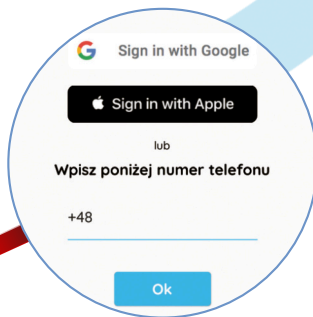 Sign in with Google
Sign in with Apple
lub
Wpisz poniżej numer telefonu
+48
Ok